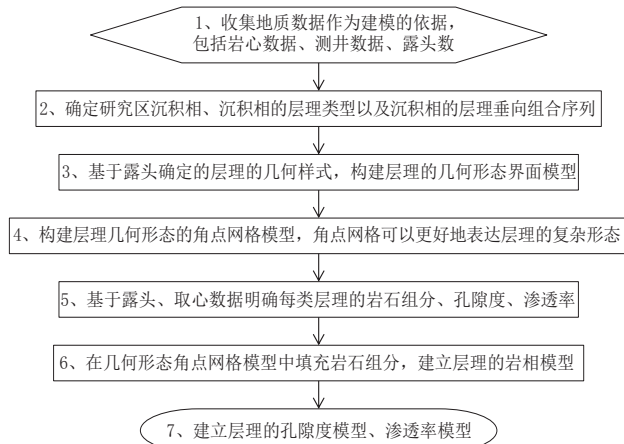 1、收集地质数据作为建模的依据，
包括岩心数据、测井数据、露头数
2、确定研究区沉积相、沉积相的层理类型以及沉积相的层理垂向组合序列
3、基于露头确定的层理的几何样式，构建层理的几何形态界面模型
4、构建层理几何形态的角点网格模型，角点网格可以更好地表达层理的复杂形态
5、基于露头、取心数据明确每类层理的岩石组分、孔隙度、渗透率
6、在几何形态角点网格模型中填充岩石组分，建立层理的岩相模型
7、建立层理的孔隙度模型、渗透率模型